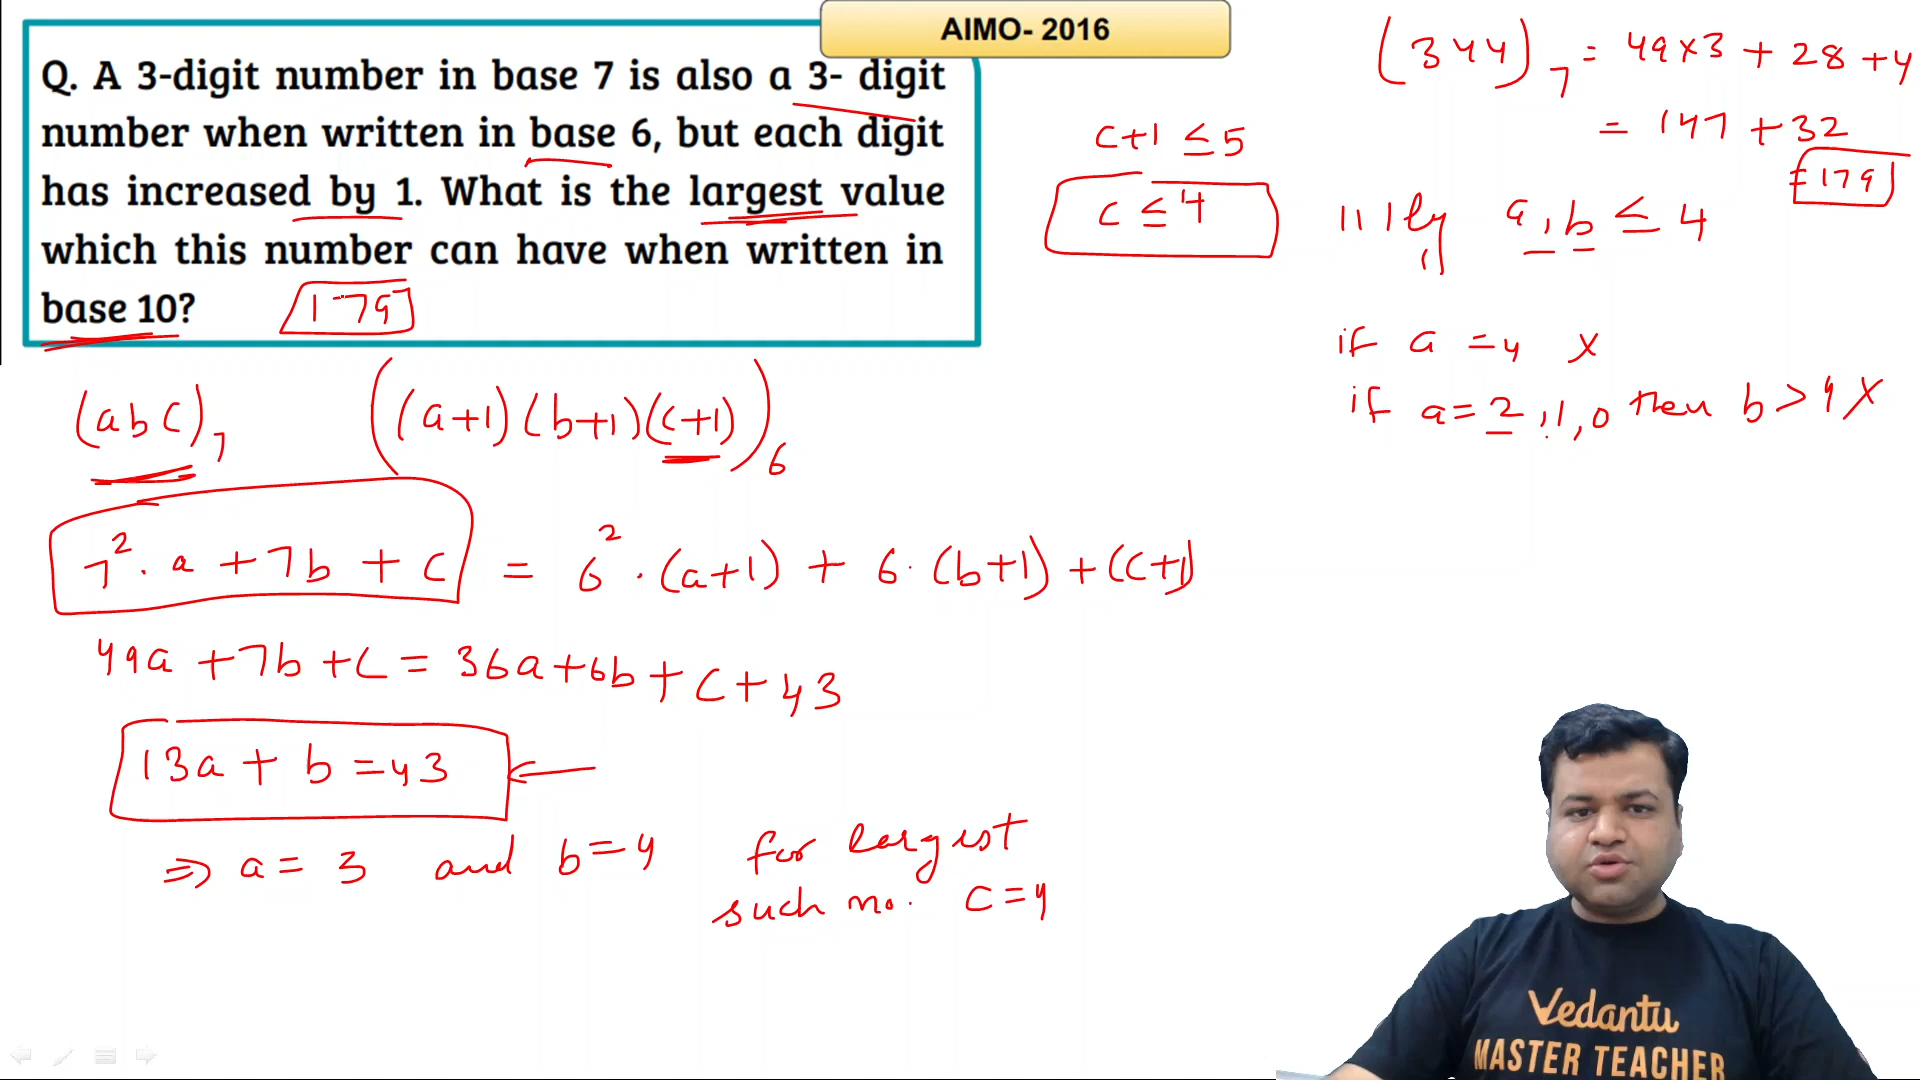 AIMO- 2016
Q. A 3-digit number in base 7 is also a 3- digit
number when written in base 6, but each digit
has increased by 1. What is the largest value
which this number can have when written in
base 10?
179
(abc)₇ ((a+1)(b+1)(c+1))₆
7²·a + 7b + c = 6²·(a+1) + 6·(b+1) + (c+1)
49a + 7b + c = 36a + 6b + c + 43
13a + b = 43
⇒ a = 3 and b = 4
for largest
such no. c = 4
c+1 ≤ 5
c ≤ 4
(344)₇ = 49×3 + 28 + 4
= 147 + 32
= 179
||lly a, b ≤ 4
if a = 4 X
if a = 2, 1, 0 then b > 4 X
Vedantu
MASTER TEACHER